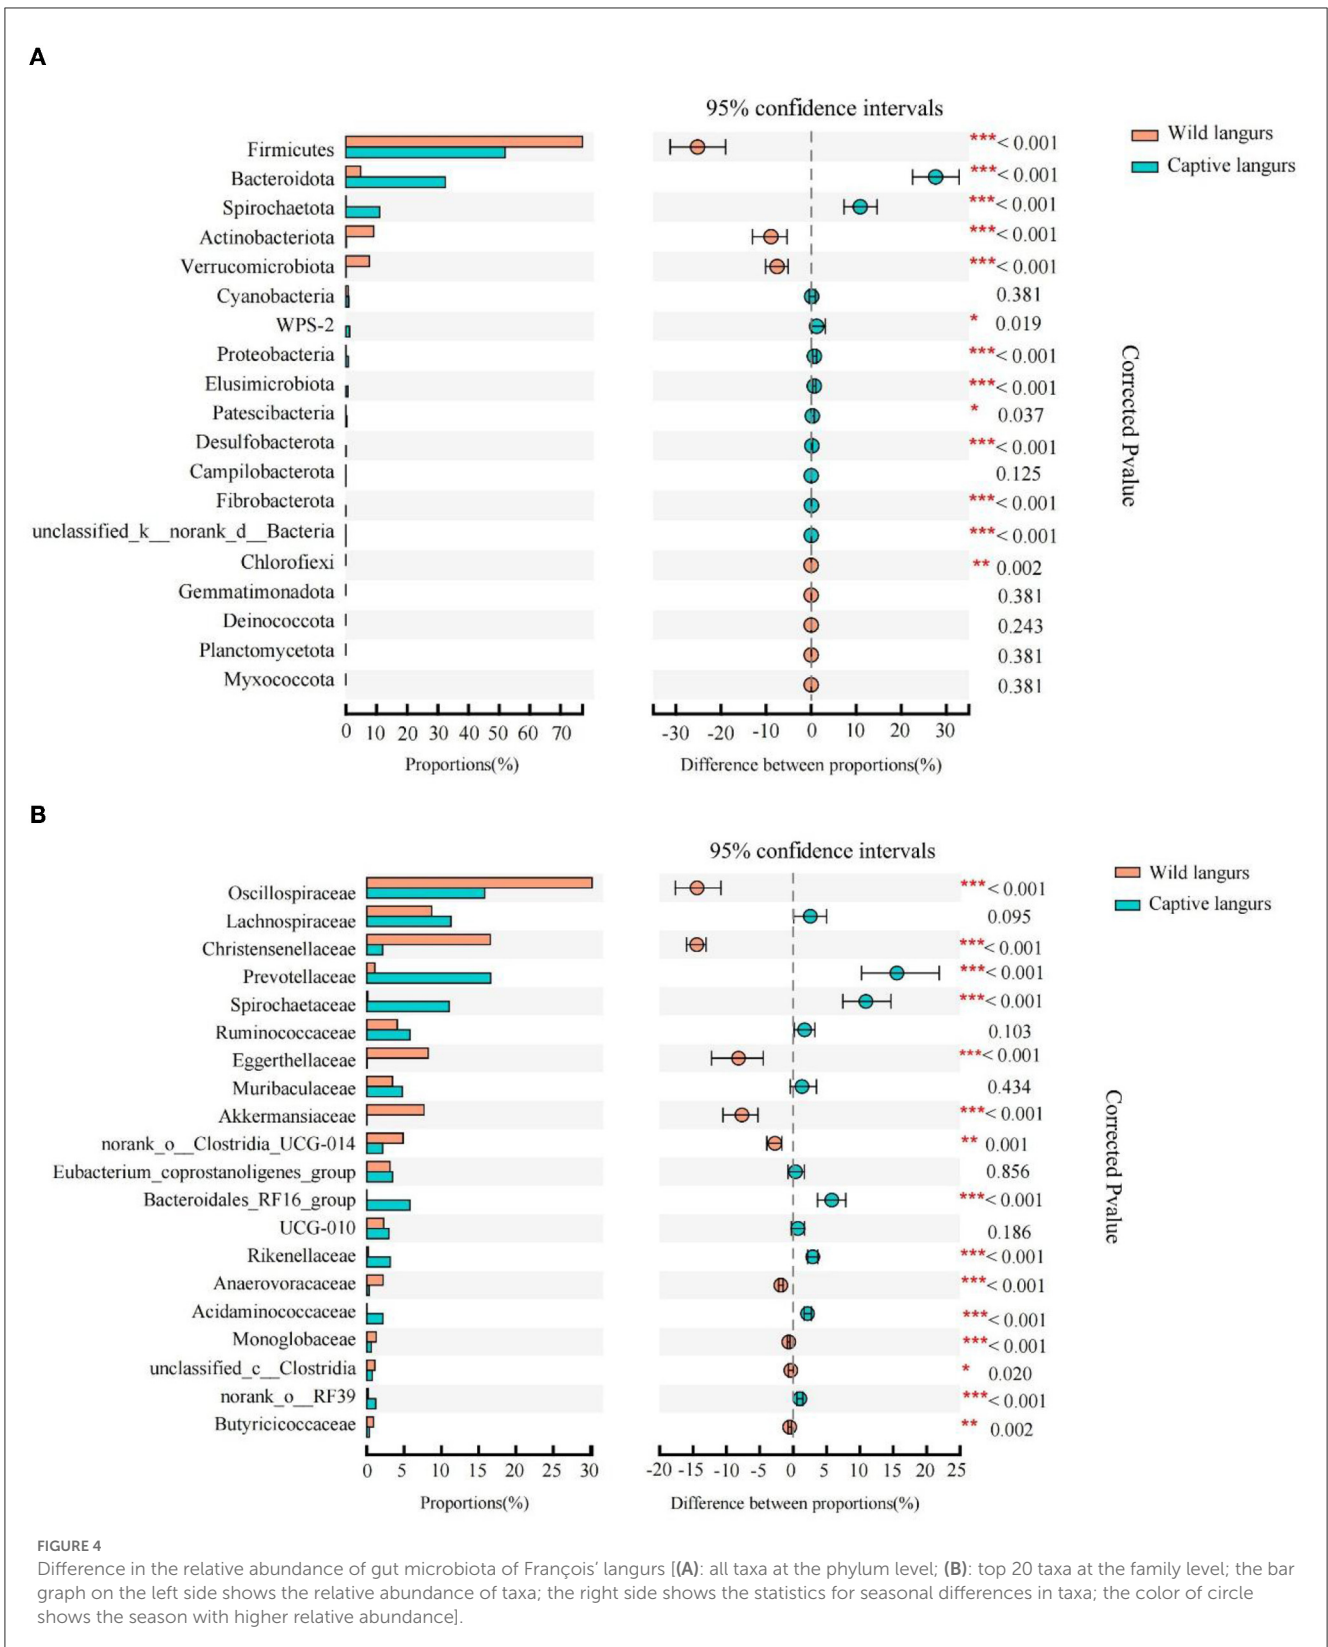 A
95% confidence intervals
Wild langurs
Captive langurs
Firmicutes ***< 0.001
Bacteroidota ***< 0.001
Spirochaetota ***< 0.001
Actinobacteriota ***< 0.001
Verrucomicrobiota ***< 0.001
Cyanobacteria 0.381
WPS-2 * 0.019
Proteobacteria ***< 0.001
Elusimicrobiota ***< 0.001
Patescibacteria * 0.037
Desulfobacterota ***< 0.001
Campilobacterota 0.125
Fibrobacterota ***< 0.001
unclassified_k__norank_d__Bacteria ***< 0.001
Chlorofiexi ** 0.002
Gemmatimonadota 0.381
Deinococcota 0.243
Planctomycetota 0.381
Myxococcota 0.381
Corrected Pvalue
0 10 20 30 40 50 60 70
-30 -20 -10 0 10 20 30
Proportions(%)
Difference between proportions(%)
B
95% confidence intervals
Wild langurs
Captive langurs
Oscillospiraceae ***< 0.001
Lachnospiraceae 0.095
Christensenellaceae ***< 0.001
Prevotellaceae ***< 0.001
Spirochaetaceae ***< 0.001
Ruminococcaceae 0.103
Eggerthellaceae ***< 0.001
Muribaculaceae 0.434
Akkermansiaceae ***< 0.001
norank_o__Clostridia_UCG-014 ** 0.001
Eubacterium_coprostanoligenes_group 0.856
Bacteroidales_RF16_group ***< 0.001
UCG-010 0.186
Rikenellaceae ***< 0.001
Anaerovoracaceae ***< 0.001
Acidaminococcaceae ***< 0.001
Monoglobaceae ***< 0.001
unclassified_c__Clostridia * 0.020
norank_o__RF39 ***< 0.001
Butyricicoccaceae ** 0.002
Corrected Pvalue
0 5 10 15 20 25 30
-20 -15 -10 -5 0 5 10 15 20 25
Proportions(%)
Difference between proportions(%)
FIGURE 4
Difference in the relative abundance of gut microbiota of François' langurs [(A): all taxa at the phylum level; (B): top 20 taxa at the family level; the bar
graph on the left side shows the relative abundance of taxa; the right side shows the statistics for seasonal differences in taxa; the color of circle
shows the season with higher relative abundance].